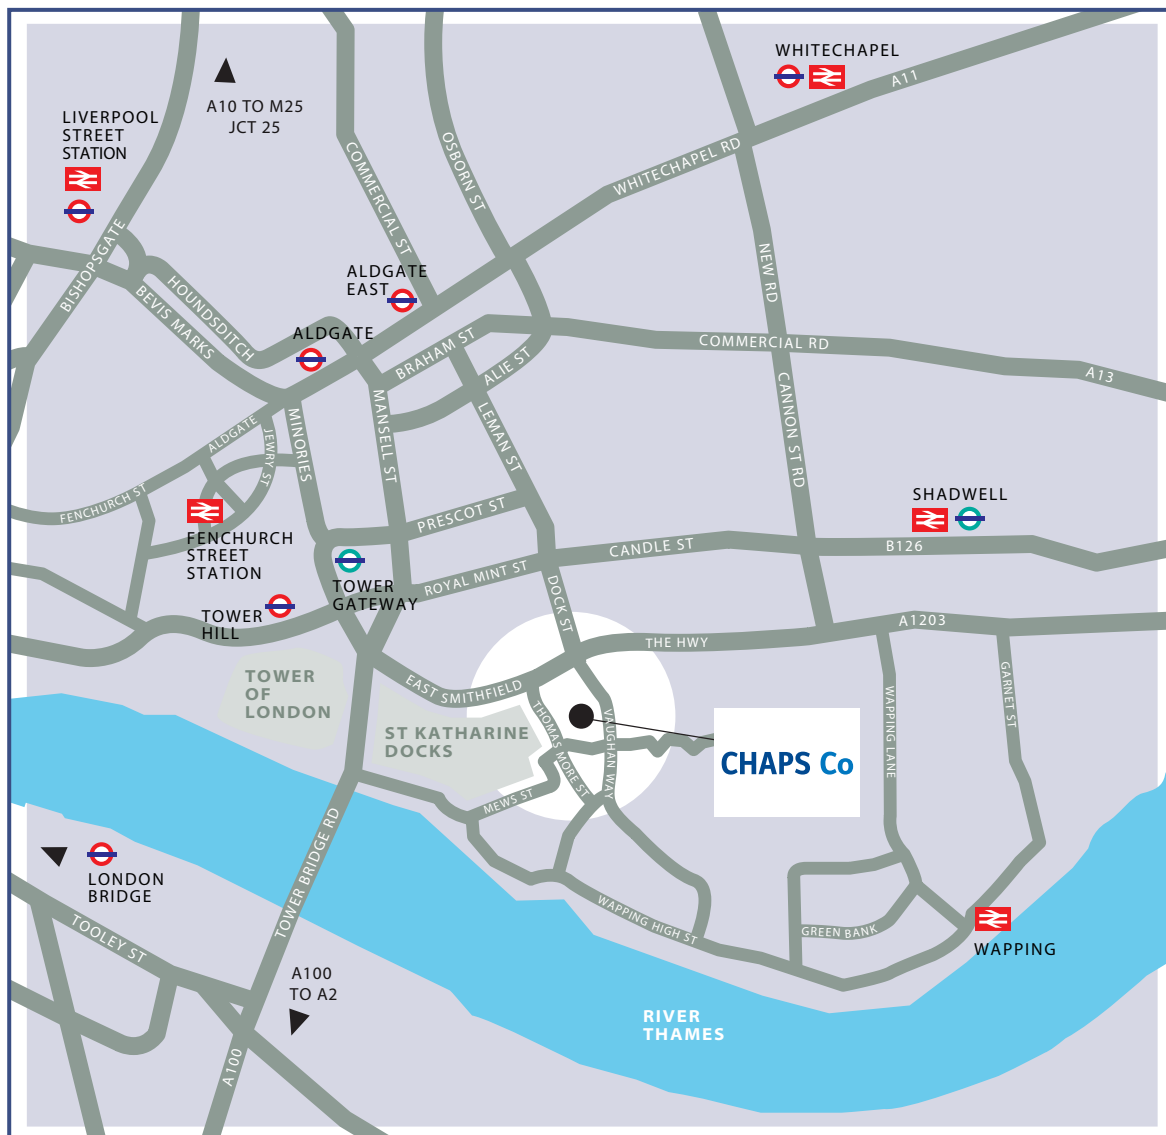 WHITECHAPEL
A11
A10 TO M25
JCT 25
LIVERPOOL
STREET
STATION
OSBORN ST
COMMERCIAL ST
WHITECHAPEL RD
BISHOPSGATE
HOUNDSDITCH
BEVIS MARKS
NEW RD
ALDGATE
EAST
ALDGATE
BRAHAM ST
COMMERCIAL RD
ALIE ST
A13
MANSELL ST
CANNON ST RD
LEMAN ST
MINORIES
ALDGATE
JEWRY ST
FENCHURCH ST
SHADWELL
PRESCOT ST
FENCHURCH
STREET
STATION
CANDLE ST
B126
ROYAL MINT ST
TOWER
GATEWAY
DOCK ST
TOWER
HILL
A1203
THE HWY
TOWER
OF
LONDON
EAST SMITHFIELD
GARNET ST
WAPPING LANE
THOMAS MORE ST
VAUGHAN WAY
ST KATHARINE
DOCKS
CHAPS Co
MEWS ST
TOWER BRIDGE RD
LONDON
BRIDGE
WAPPING HIGH ST
GREEN BANK
WAPPING
TOOLEY ST
A100
TO A2
RIVER
THAMES
A100